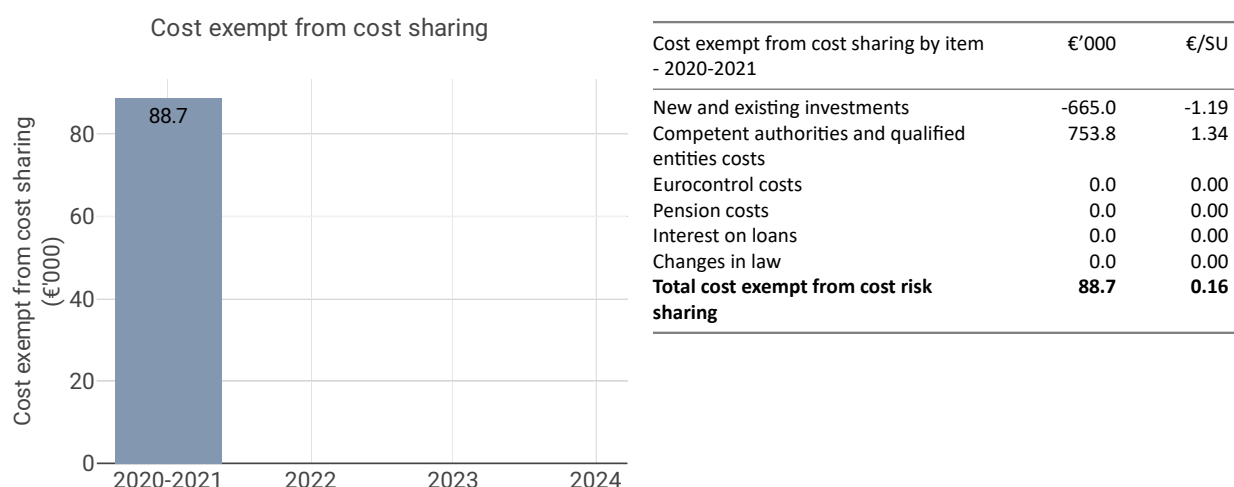 Cost exempt from cost sharing
Cost exempt from cost sharing
(€'000)
80
60
40
20
0
88.7
2020-2021
2022
2023
2024
Cost exempt from cost sharing by item €’000 €/SU
- 2020-2021
New and existing investments -665.0 -1.19
Competent authorities and qualified 753.8 1.34
entities costs
Eurocontrol costs 0.0 0.00
Pension costs 0.0 0.00
Interest on loans 0.0 0.00
Changes in law 0.0 0.00
Total cost exempt from cost risk 88.7 0.16
sharing